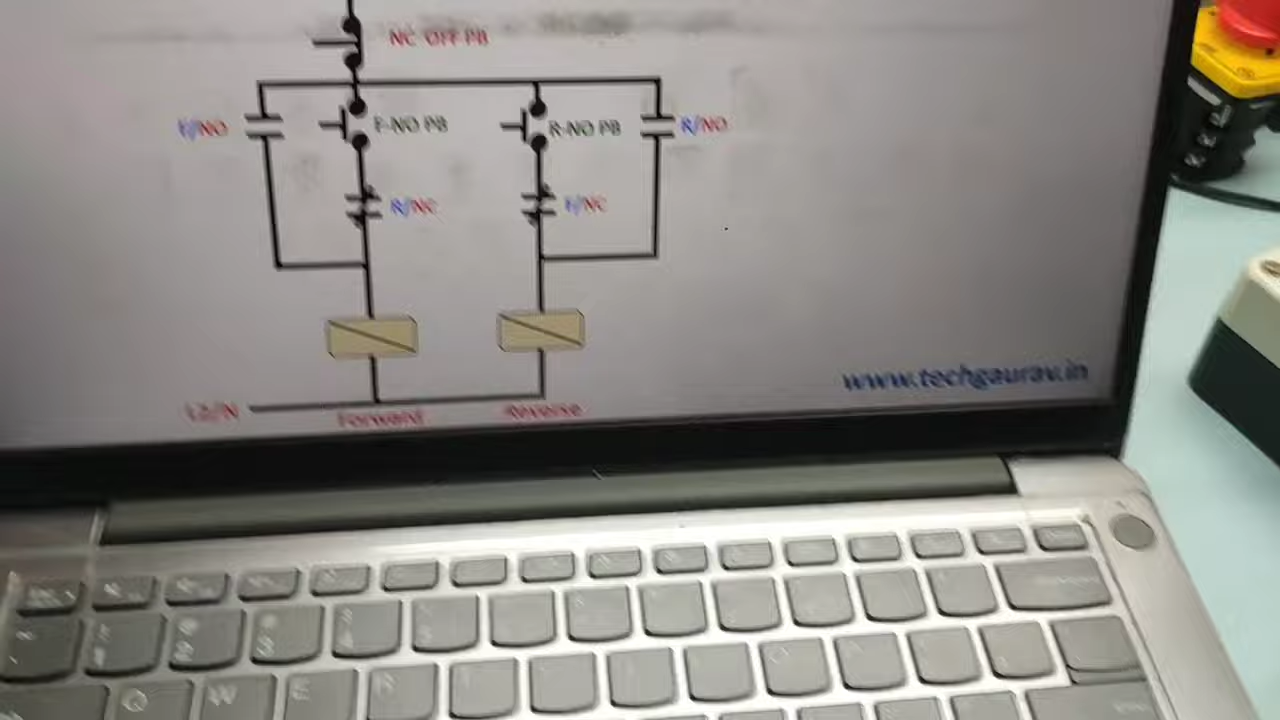 NC OFF PB
F/NO
F-NO PB
R-NO PB
R/NO
R/NC
F/NC
www.techgaurav.in
L2/N
Forward
Reverse
Q
W
E